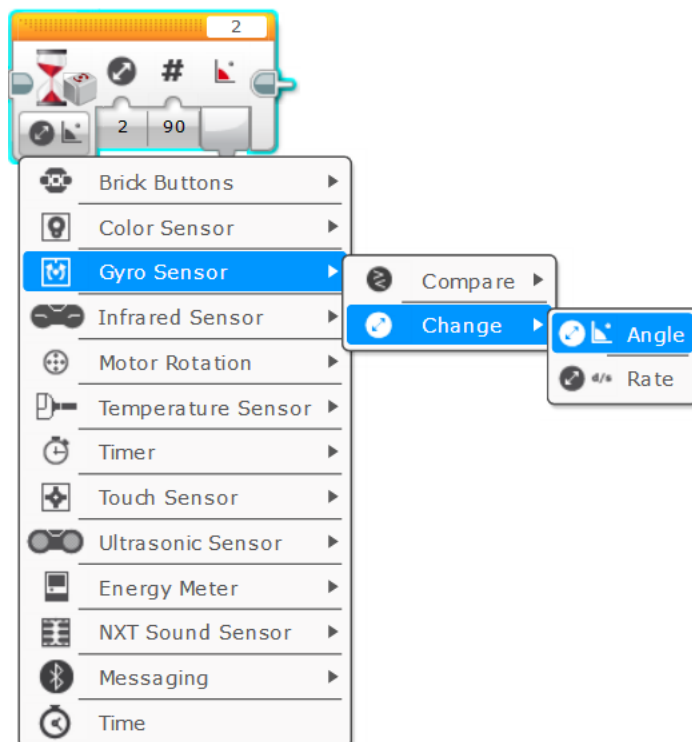 2
#
2 90
Brick Buttons
Color Sensor
Gyro Sensor
Compare
Infrared Sensor
Change
Angle
Motor Rotation
d/s Rate
Temperature Sensor
Timer
Touch Sensor
Ultrasonic Sensor
Energy Meter
NXT Sound Sensor
Messaging
Time